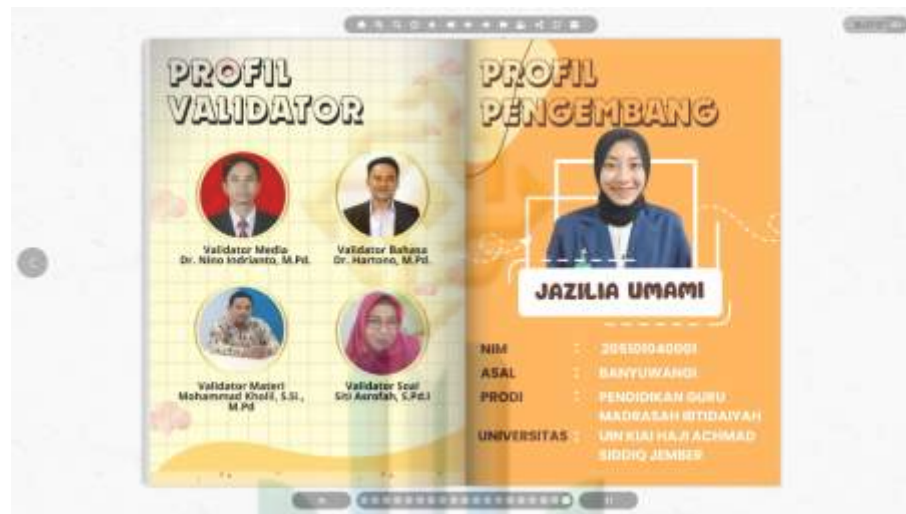 PROFIL
VALIDATOR
Validator Media
Dr. Nino Indrianto, M.Pd.
Validator Bahasa
Dr. Hartono, M.Pd.
Validator Materi
Mohammad Kholil, S.Si.,
M.Pd
Validator Soal
Siti Asrofah, S.Pd.I
PROFIL
PENGEMBANG
JAZILIA UMAMI
NIM : 205101040001
ASAL : BANYUWANGI
PRODI : PENDIDIKAN GURU
MADRASAH IBTIDAIYAH
UNIVERSITAS : UIN KIAI HAJI ACHMAD
SIDDIQ JEMBER